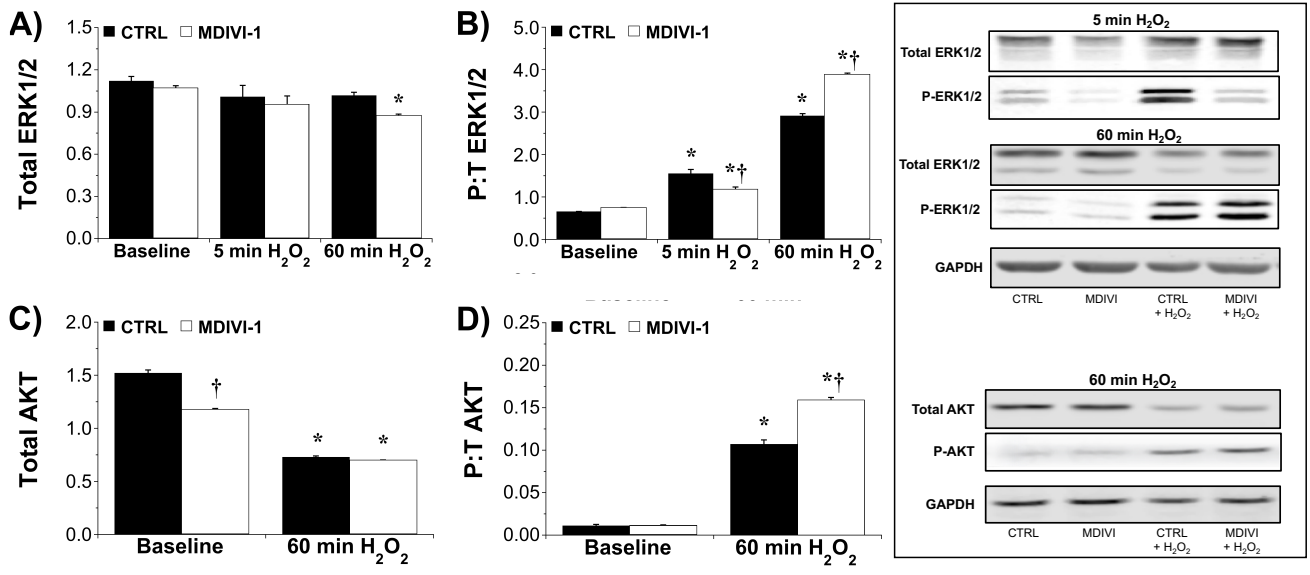 A)
CTRL MDIVI-1
Total ERK1/2
1.5
1.2
0.9
0.6
0.3
0.0
*
Baseline 5 min H₂O₂ 60 min H₂O₂
B)
CTRL MDIVI-1
P:T ERK1/2
5.0
4.0
3.0
2.0
1.0
0.0
* *† * *†
Baseline 5 min H₂O₂ 60 min H₂O₂
C)
CTRL MDIVI-1
Total AKT
2.0
1.5
1.0
0.5
0.0
† * *
Baseline 60 min H₂O₂
D)
CTRL MDIVI-1
P:T AKT
0.25
0.20
0.15
0.10
0.05
0.00
* *†
Baseline 60 min H₂O₂
5 min H₂O₂
Total ERK1/2
P-ERK1/2
60 min H₂O₂
Total ERK1/2
P-ERK1/2
GAPDH
CTRL MDIVI CTRL MDIVI
+ H₂O₂ + H₂O₂
60 min H₂O₂
Total AKT
P-AKT
GAPDH
CTRL MDIVI CTRL MDIVI
+ H₂O₂ + H₂O₂